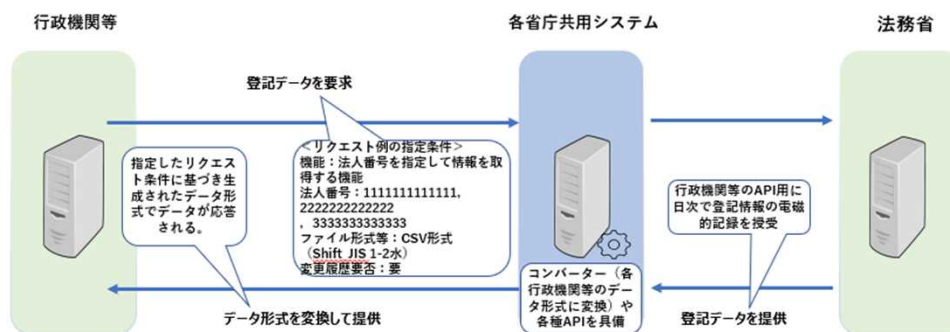 行政機関等
各省庁共用システム
法務省
登記データを要求
＜リクエスト例の指定条件＞
機能：法人番号を指定して情報を取
得する機能
法人番号：1111111111111,
2222222222222
, 3333333333333
ファイル形式等：CSV形式
（Shift_JIS 1-2水）
変更履歴要否：要
指定したリクエス
ト条件に基づき生
成されたデータ形
式でデータが応答
される。
行政機関等のAPI用に
日次で登記情報の電磁
的記録を授受
コンバーター（各
行政機関等のデー
タ形式に変換）や
各種APIを具備
データ形式を変換して提供
登記データを提供